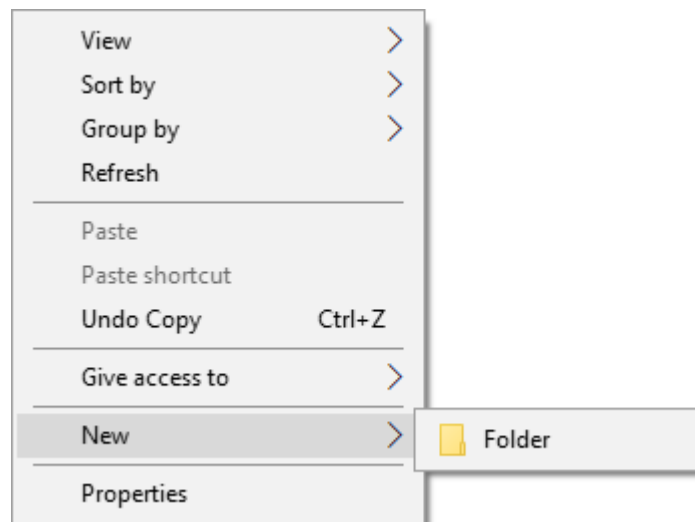 View
Sort by
Group by
Refresh
Paste
Paste shortcut
Undo Copy Ctrl+Z
Give access to
New
Folder
Properties